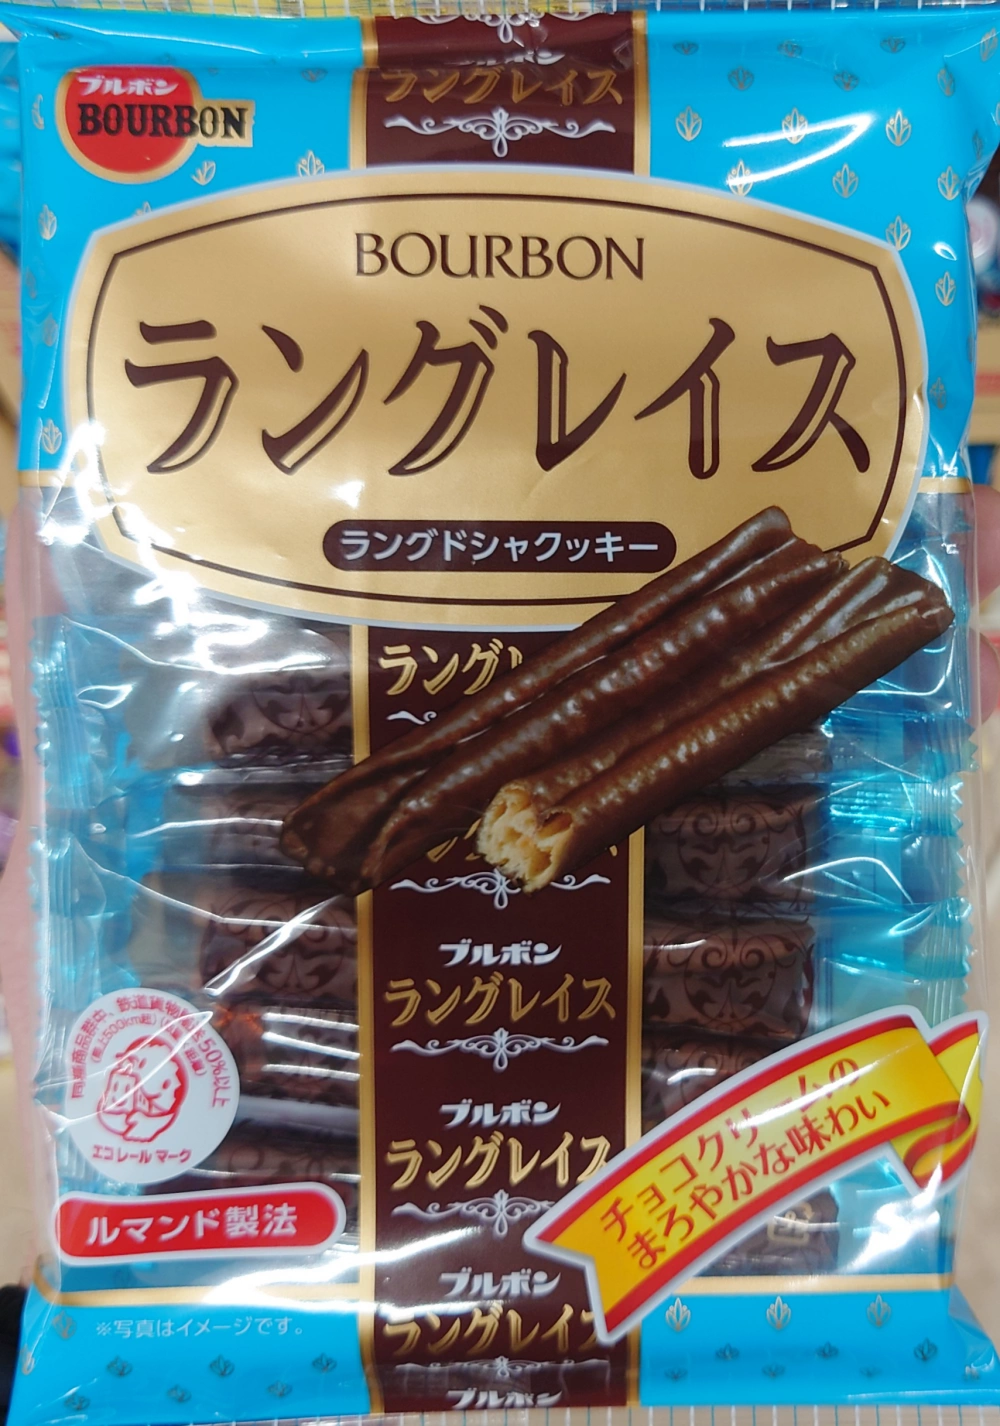 ブルボン
BOURBON
ラングレイス
BOURBON
ラングレイス
ラングドシャクッキー
ラング
ブルボン
ラングレイス
ブルボン
ラングレイス
エコレールマーク
ルマンド製法
チョコクリームの
まろやかな味わい
ブルボン
ラングレイス
※写真はイメージです。
ブルボン